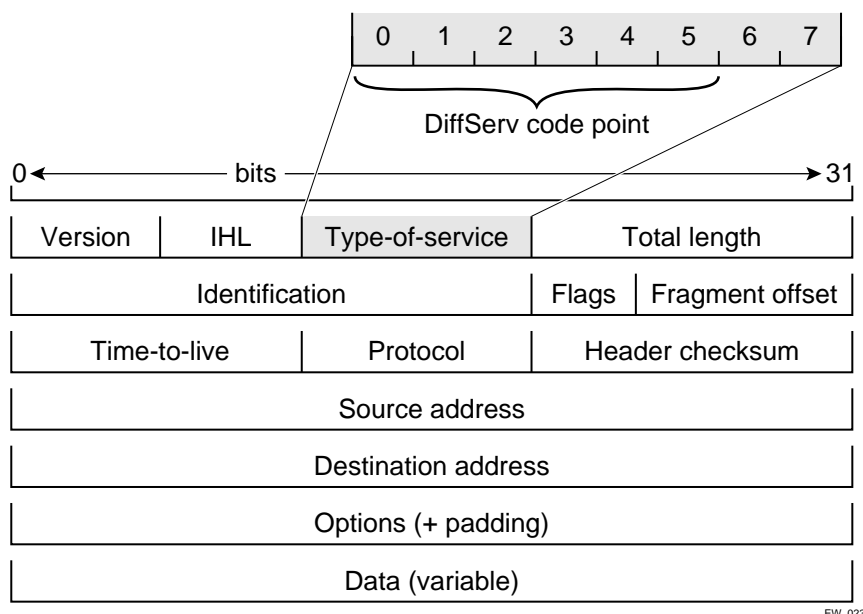 0 1 2 3 4 5 6 7
DiffServ code point
0 bits 31
Version IHL Type-of-service Total length
Identification Flags Fragment offset
Time-to-live Protocol Header checksum
Source address
Destination address
Options (+ padding)
Data (variable)